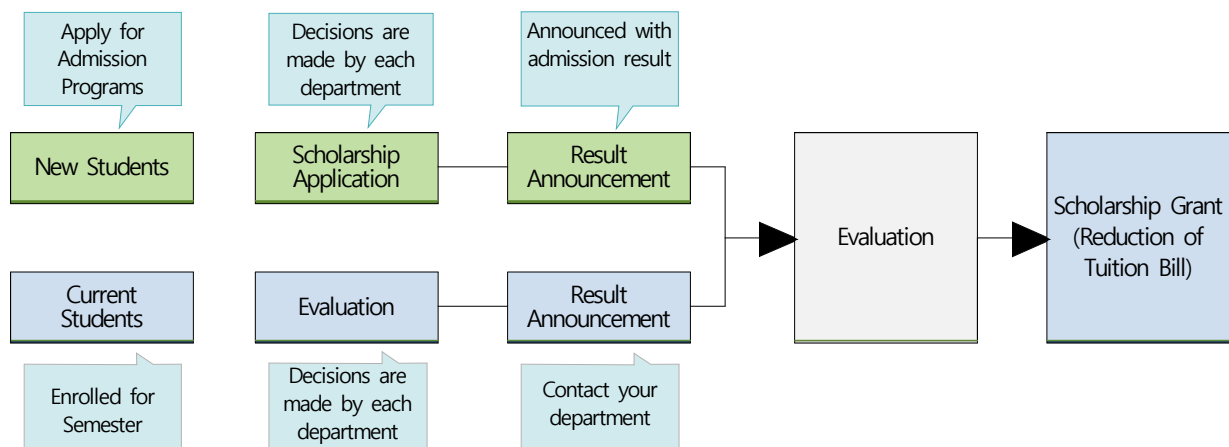 Apply for
Admission
Programs
Decisions are
made by each
department
Announced with
admission result
New Students
Scholarship
Application
Result
Announcement
Evaluation
Scholarship Grant
(Reduction of
Tuition Bill)
Current
Students
Evaluation
Result
Announcement
Enrolled for
Semester
Decisions are
made by each
department
Contact your
department